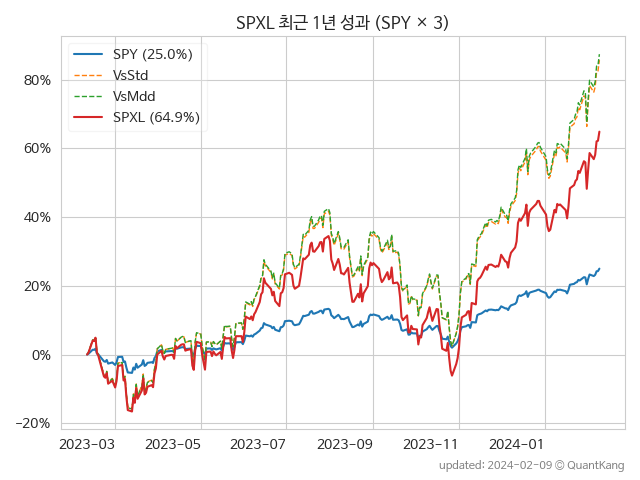 SPXL 최근 1년 성과 (SPY × 3)
SPY (25.0%)
VsStd
VsMdd
SPXL (64.9%)
80%
60%
40%
20%
0%
−20%
2023-03
2023-05
2023-07
2023-09
2023-11
2024-01
updated: 2024-02-09 © QuantKang